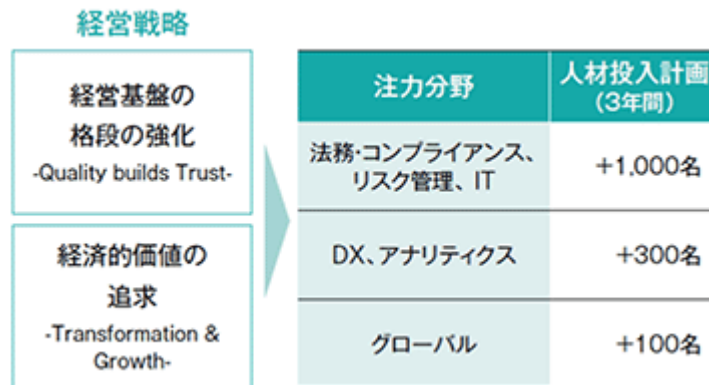 経営戦略
経営基盤の
格段の強化
-Quality builds Trust-
経済的価値の
追求
-Transformation &
Growth-
注力分野
人材投入計画
(3年間)
法務・コンプライアンス、
リスク管理、IT
+1,000名
DX、アナリティクス
+300名
グローバル
+100名